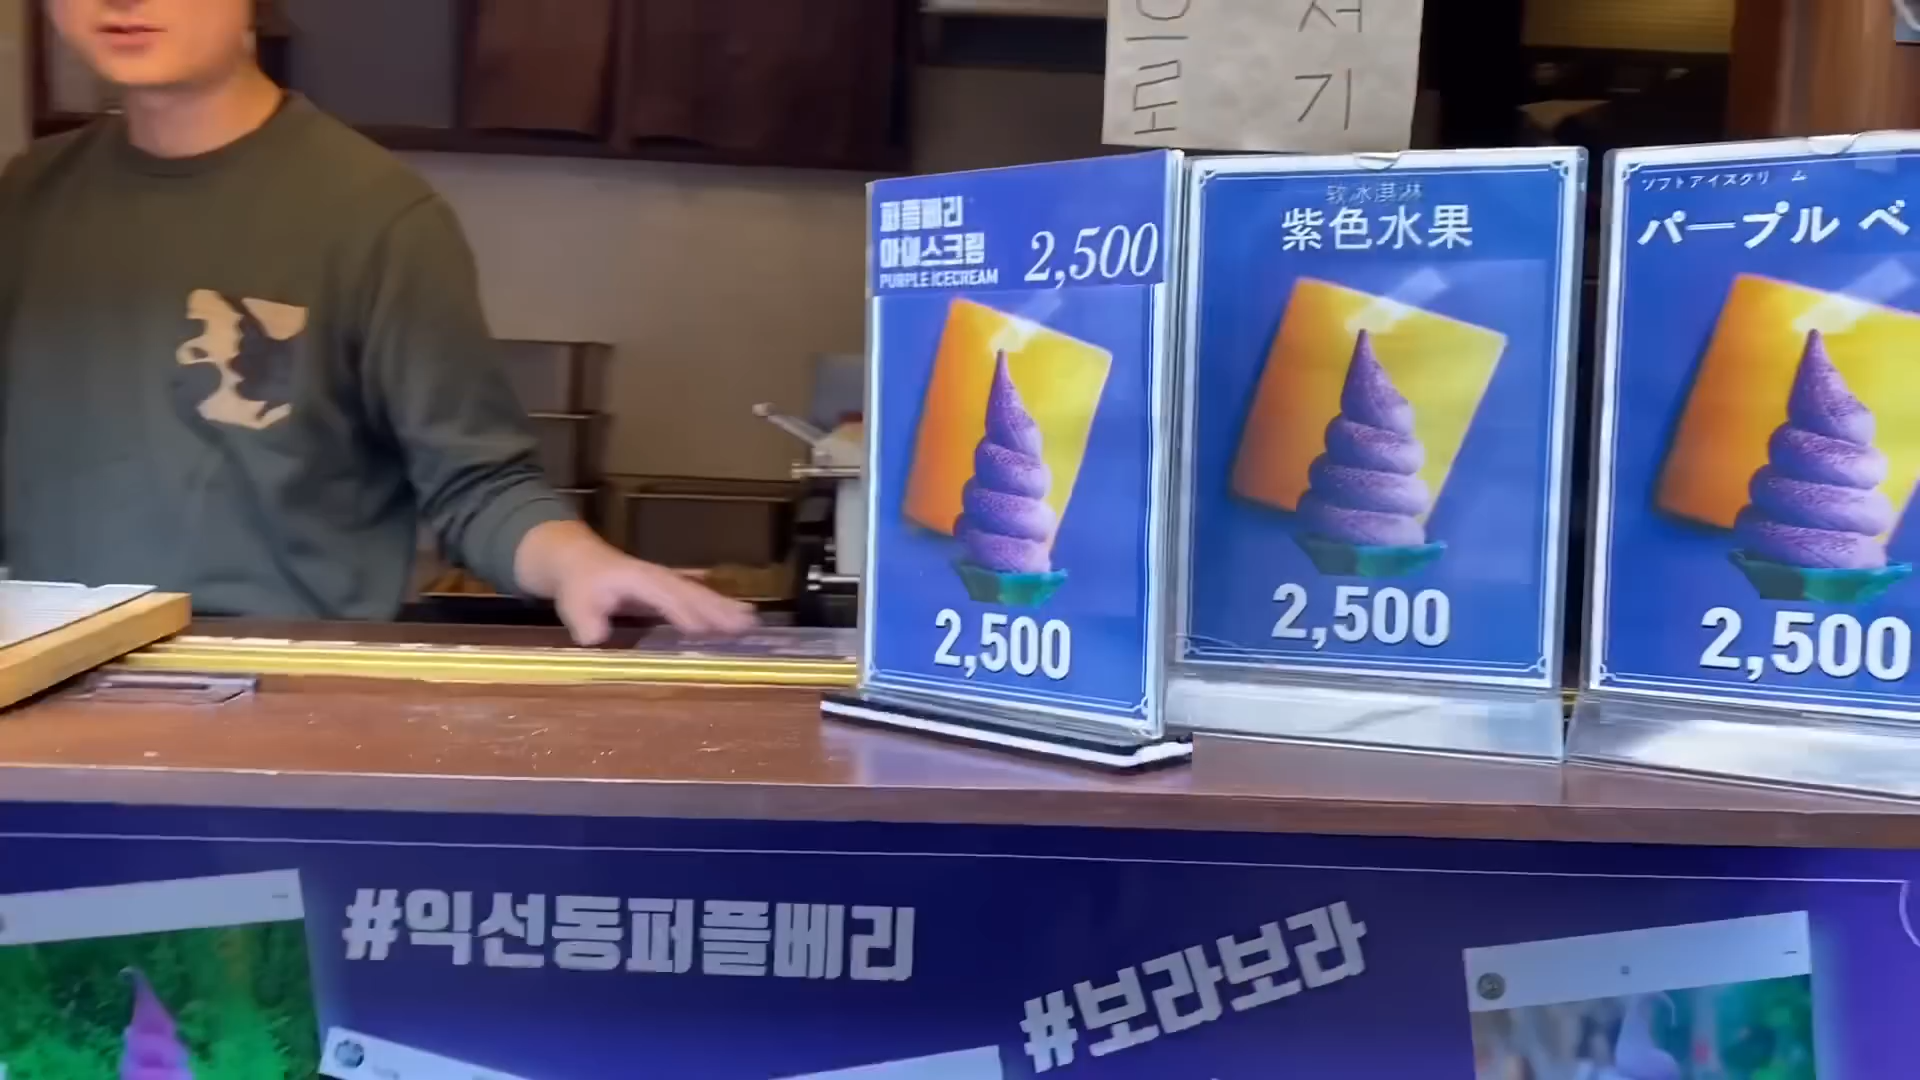 으 져
로 기
퍼플베리
아이스크림
PURPLE ICECREAM
2,500
2,500
软冰淇淋
紫色水果
2,500
ソフトアイスクリーム
パープル ベ
2,500
#익선동퍼플베리
#보라보라